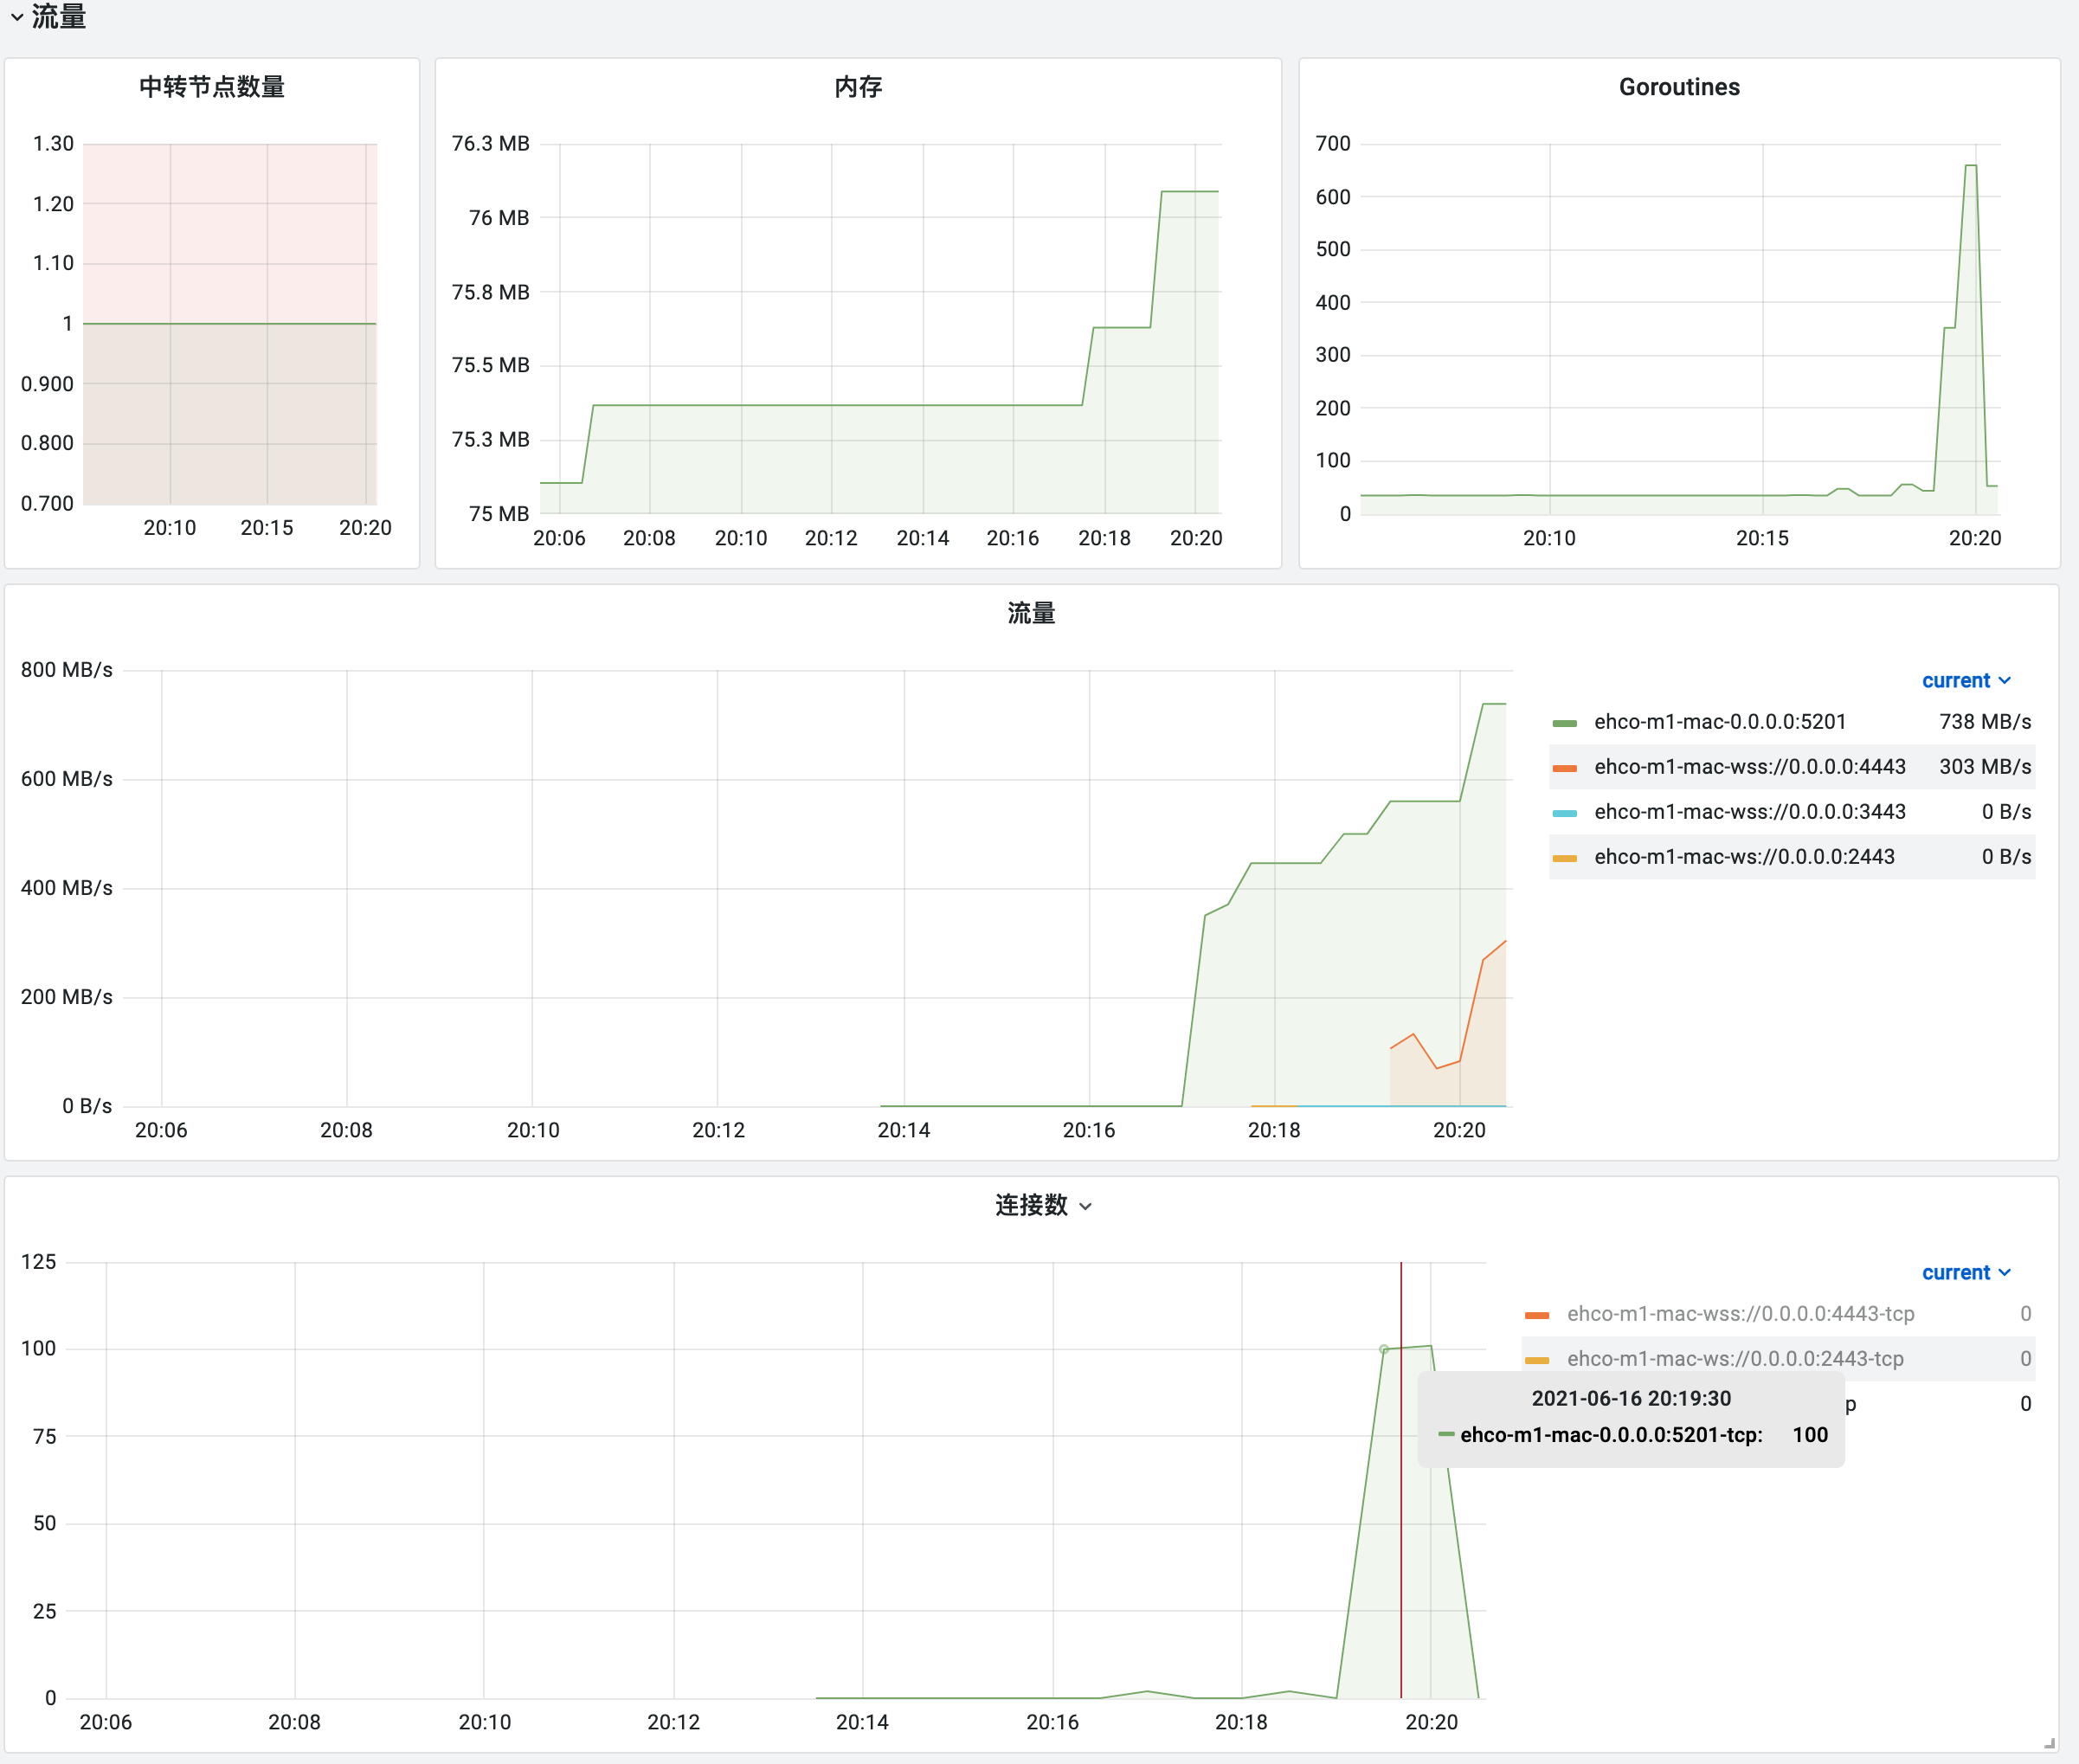 流量
中转节点数量
1.30
1.20
1.10
1
0.900
0.800
0.700
20:10 20:15 20:20
内存
76.3 MB
76 MB
75.8 MB
75.5 MB
75.3 MB
75 MB
20:06 20:08 20:10 20:12 20:14 20:16 20:18 20:20
Goroutines
700
600
500
400
300
200
100
0
20:10 20:15 20:20
流量
800 MB/s
600 MB/s
400 MB/s
200 MB/s
0 B/s
20:06 20:08 20:10 20:12 20:14 20:16 20:18 20:20
current
ehco-m1-mac-0.0.0.0:5201 738 MB/s
ehco-m1-mac-wss://0.0.0.0:4443 303 MB/s
ehco-m1-mac-wss://0.0.0.0:3443 0 B/s
ehco-m1-mac-ws://0.0.0.0:2443 0 B/s
连接数
125
100
75
50
25
0
20:06 20:08 20:10 20:12 20:14 20:16 20:18 20:20
current
ehco-m1-mac-wss://0.0.0.0:4443-tcp 0
ehco-m1-mac-ws://0.0.0.0:2443-tcp 0
p 0
2021-06-16 20:19:30
ehco-m1-mac-0.0.0.0:5201-tcp: 100